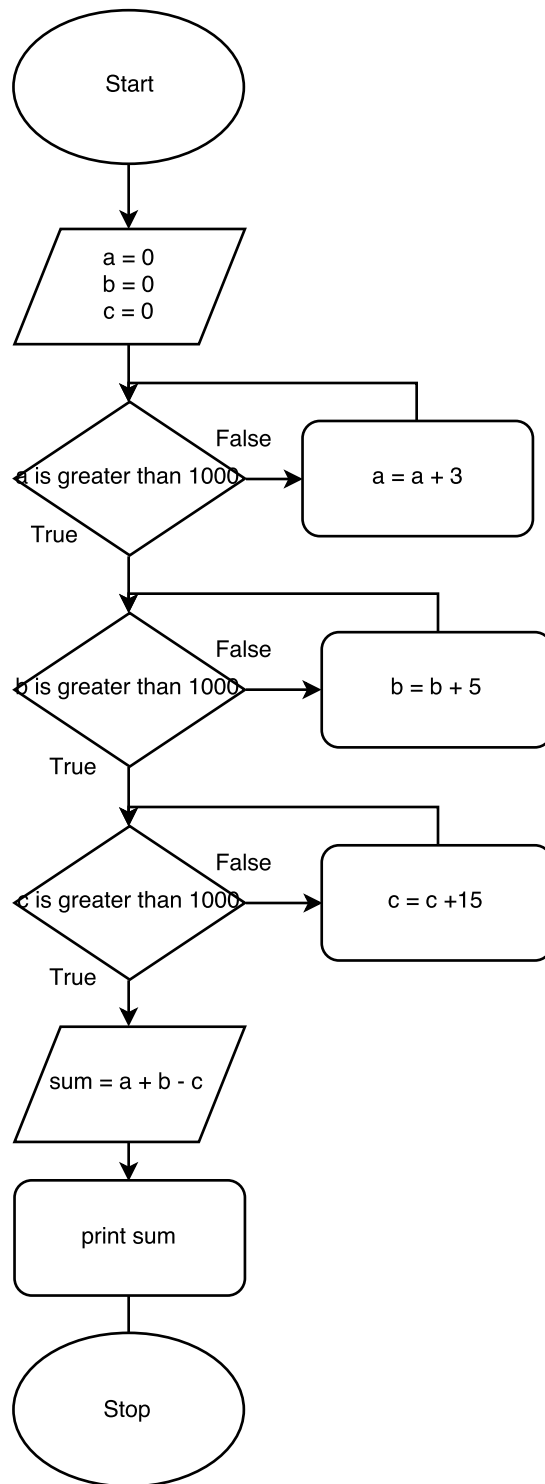 Start
a = 0
b = 0
c = 0
False
a is greater than 1000
a = a + 3
True
False
b is greater than 1000
b = b + 5
True
False
c is greater than 1000
c = c +15
True
sum = a + b - c
print sum
Stop